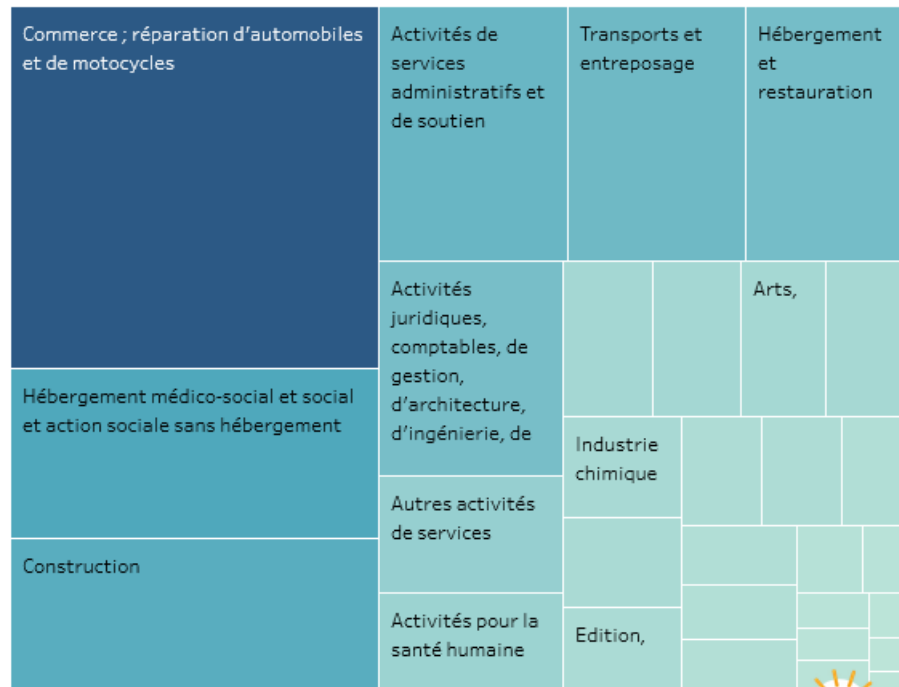 Commerce ; réparation d'automobiles
et de motocycles
Activités de
services
administratifs et
de soutien
Transports et
entreposage
Hébergement
et
restauration
Activités
juridiques,
comptables, de
gestion,
d'architecture,
d'ingénierie, de
Arts,
Hébergement médico-social et social
et action sociale sans hébergement
Industrie
chimique
Autres activités
de services
Construction
Activités pour la
santé humaine
Edition,